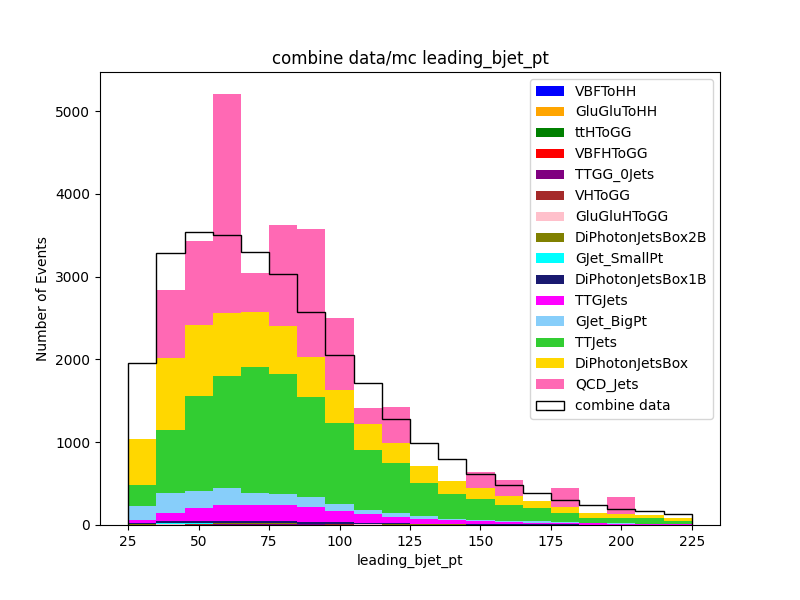 combine data/mc leading_bjet_pt
Number of Events
5000
4000
3000
2000
1000
0
25
50
75
100
125
150
175
200
225
leading_bjet_pt
VBFToHH
GluGluToHH
ttHToGG
VBFHToGG
TTGG_0Jets
VHToGG
GluGluHToGG
DiPhotonJetsBox2B
GJet_SmallPt
DiPhotonJetsBox1B
TTGJets
GJet_BigPt
TTJets
DiPhotonJetsBox
QCD_Jets
combine data